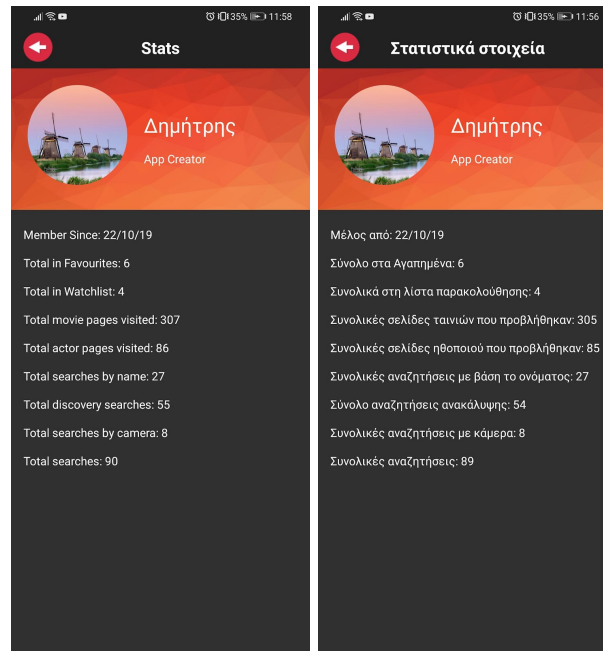 35% 11:58
Stats
Δημήτρης
App Creator
Member Since: 22/10/19
Total in Favourites: 6
Total in Watchlist: 4
Total movie pages visited: 307
Total actor pages visited: 86
Total searches by name: 27
Total discovery searches: 55
Total searches by camera: 8
Total searches: 90
35% 11:56
Στατιστικά στοιχεία
Δημήτρης
App Creator
Μέλος από: 22/10/19
Σύνολο στα Αγαπημένα: 6
Συνολικά στη λίστα παρακολούθησης: 4
Συνολικές σελίδες ταινιών που προβλήθηκαν: 305
Συνολικές σελίδες ηθοποιού που προβλήθηκαν: 85
Συνολικές αναζητήσεις με βάση το ονόματος: 27
Σύνολο αναζητήσεις ανακάλυψης: 54
Συνολικές αναζητήσεις με κάμερα: 8
Συνολικές αναζητήσεις: 89